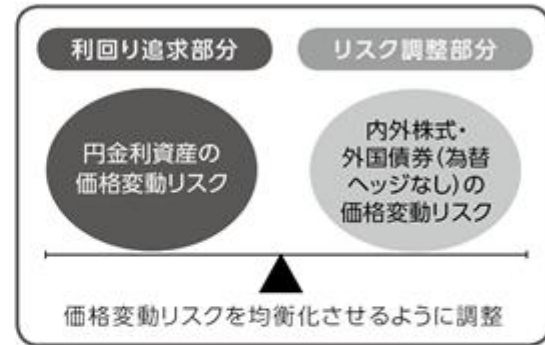 利回り追求部分
リスク調整部分
円金利資産の
価格変動リスク
内外株式・
外国債券(為替
ヘッジなし)の
価格変動リスク
価格変動リスクを均衡化させるように調整